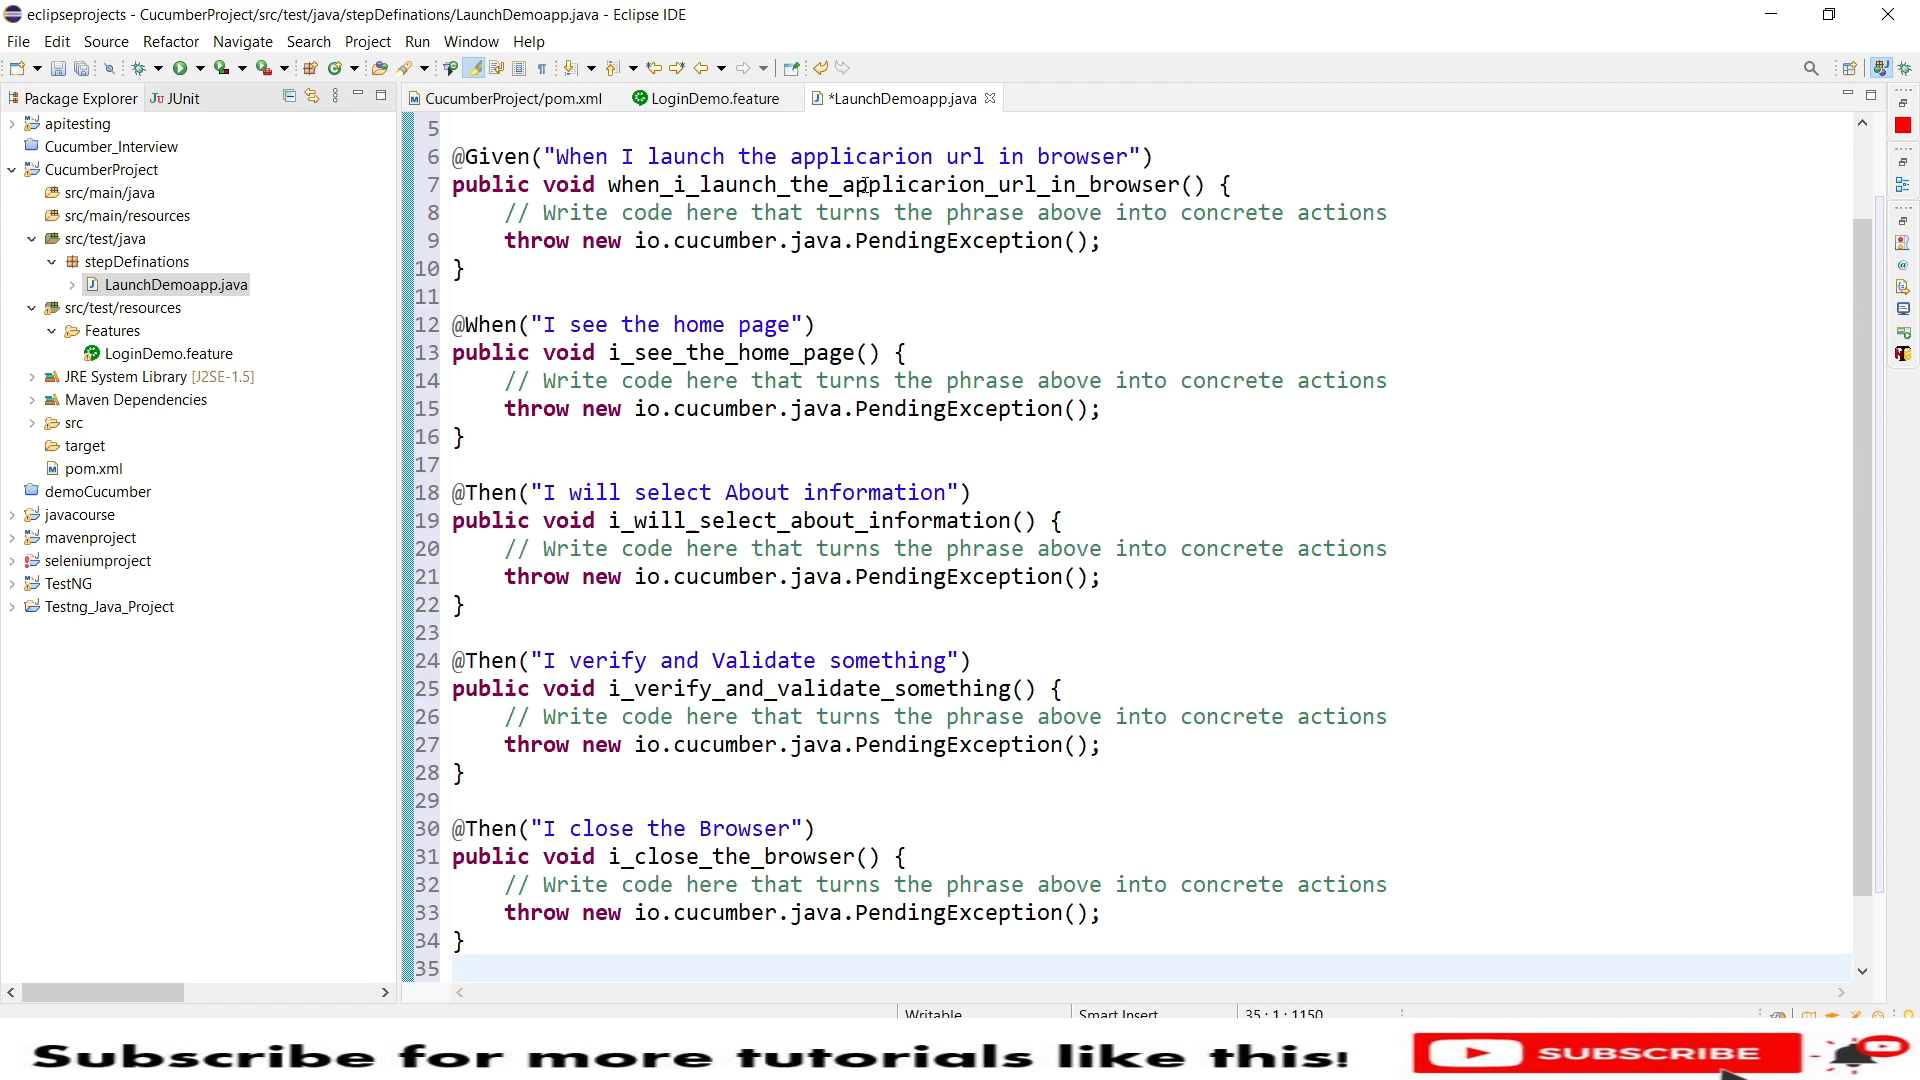 eclipseprojects - CucumberProject/src/test/java/stepDefinations/LaunchDemoapp.java - Eclipse IDE
File Edit Source Refactor Navigate Search Project Run Window Help
Package Explorer JUnit
CucumberProject/pom.xml LoginDemo.feature *LaunchDemoapp.java
apitesting
Cucumber_Interview
CucumberProject
src/main/java
src/main/resources
src/test/java
stepDefinations
LaunchDemoapp.java
src/test/resources
Features
LoginDemo.feature
JRE System Library [J2SE-1.5]
Maven Dependencies
src
target
pom.xml
demoCucumber
javacourse
mavenproject
seleniumproject
TestNG
Testng_Java_Project
5
6 @Given("When I launch the applicarion url in browser")
7 public void when_i_launch_the_applicarion_url_in_browser() {
8 // Write code here that turns the phrase above into concrete actions
9 throw new io.cucumber.java.PendingException();
10 }
11
12 @When("I see the home page")
13 public void i_see_the_home_page() {
14 // Write code here that turns the phrase above into concrete actions
15 throw new io.cucumber.java.PendingException();
16 }
17
18 @Then("I will select About information")
19 public void i_will_select_about_information() {
20 // Write code here that turns the phrase above into concrete actions
21 throw new io.cucumber.java.PendingException();
22 }
23
24 @Then("I verify and Validate something")
25 public void i_verify_and_validate_something() {
26 // Write code here that turns the phrase above into concrete actions
27 throw new io.cucumber.java.PendingException();
28 }
29
30 @Then("I close the Browser")
31 public void i_close_the_browser() {
32 // Write code here that turns the phrase above into concrete actions
33 throw new io.cucumber.java.PendingException();
34 }
35
Writable Smart Insert 35 : 1 : 1150
Subscribe for more tutorials like this! SUBSCRIBE